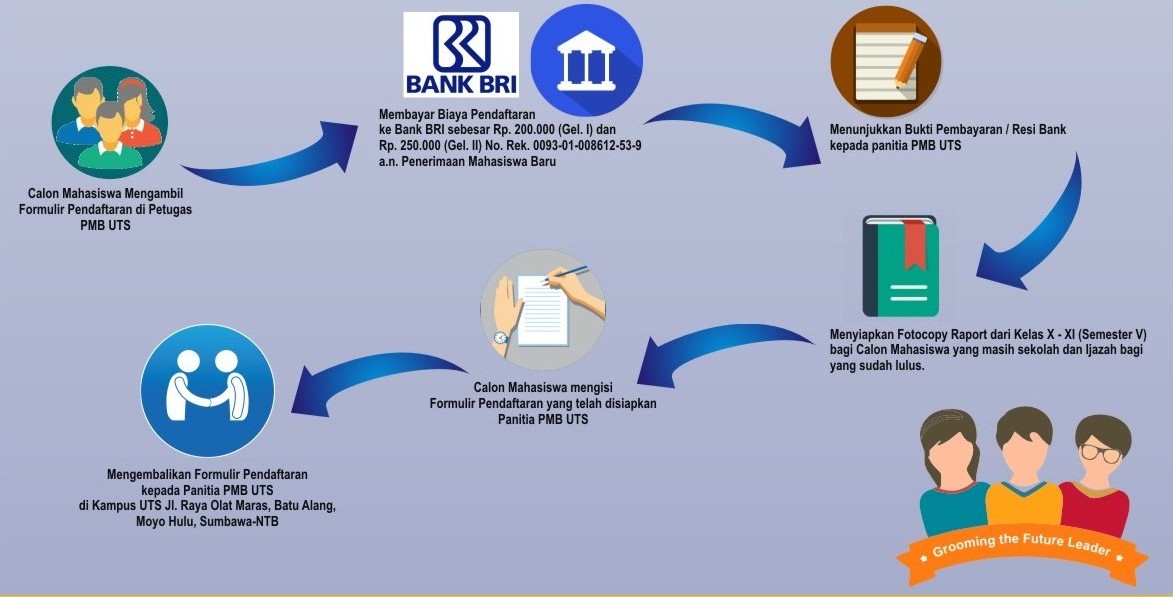 Calon Mahasiswa Mengambil
Formulir Pendaftaran di Petugas
PMB UTS
BANK BRI
Membayar Biaya Pendaftaran
ke Bank BRI sebesar Rp. 200.000 (Gel. I) dan
Rp. 250.000 (Gel. II) No. Rek. 0093-01-008612-53-9
a.n. Penerimaan Mahasiswa Baru
Menunjukkan Bukti Pembayaran / Resi Bank
kepada panitia PMB UTS
Menyiapkan Fotocopy Raport dari Kelas X - XI (Semester V)
bagi Calon Mahasiswa yang masih sekolah dan Ijazah bagi
yang sudah lulus.
Calon Mahasiswa mengisi
Formulir Pendaftaran yang telah disiapkan
Panitia PMB UTS
Mengembalikan Formulir Pendaftaran
kepada Panitia PMB UTS
di Kampus UTS Jl. Raya Olat Maras, Batu Alang,
Moyo Hulu, Sumbawa-NTB
Grooming the Future Leader